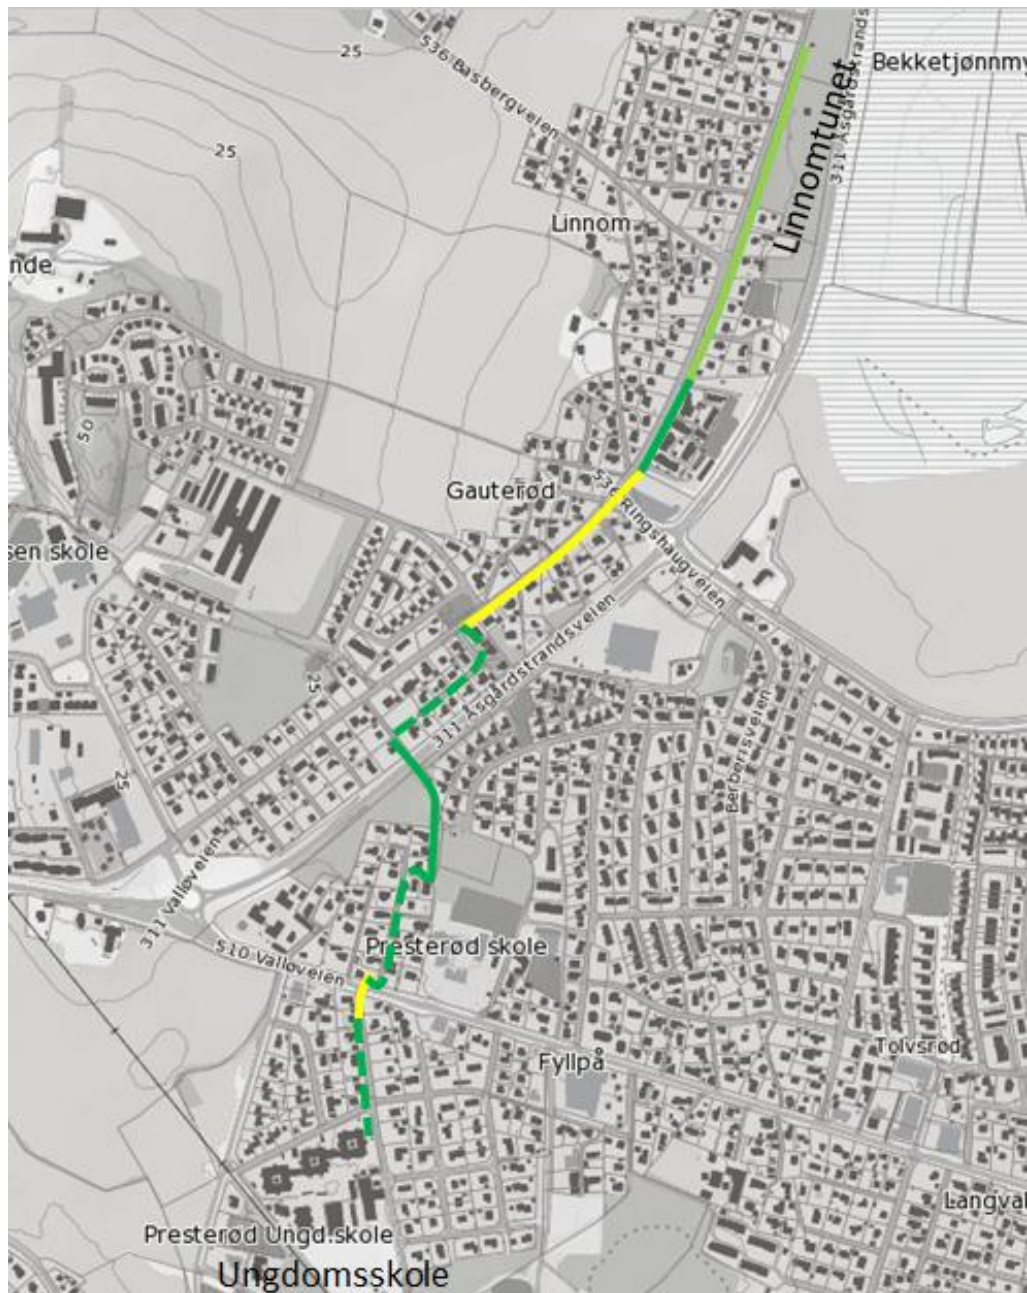 25
536 Basbergveien
311 Åsgårdstrands
Bekketjønnmy
Linnomtunet
25
Linnom
nde
50
Gauterød
536 Ringshaugveien
sen skole
311 Åsgårdstrandsveien
25
Berbersveien
25
311 Valløveien
Presterød skole
510 Valløveien
Fyllpå
Tolvsrød
Langval
Presterød Ungd.skole
Ungdomsskole